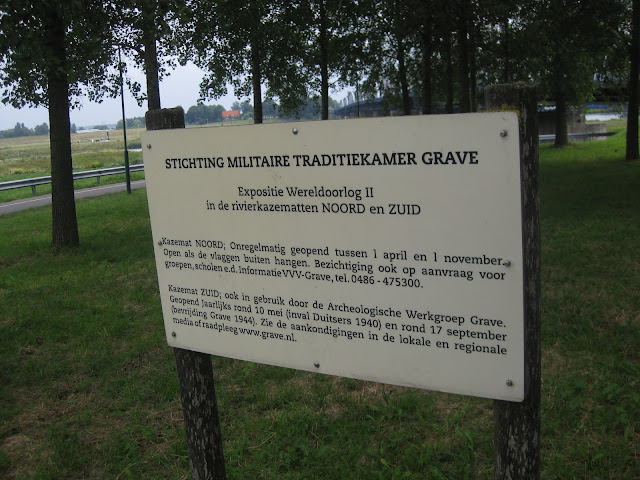 STICHTING MILITAIRE TRADITIEKAMER GRAVE
Expositie Wereldoorlog II
in de rivierkazematten NOORD en ZUID
Kazemat NOORD; Onregelmatig geopend tussen 1 april en 1 november.
Open als de vlaggen buiten hangen. Bezichtiging ook op aanvraag voor
groepen, scholen e.d. Informatie VVV-Grave, tel. 0486 - 475300.
Kazemat ZUID; ook in gebruik door de Archeologische Werkgroep Grave.
Geopend Jaarlijks rond 10 mei (inval Duitsers 1940) en rond 17 september
(bevrijding Grave 1944). Zie de aankondigingen in de lokale en regionale
media of raadpleeg www.grave.nl.